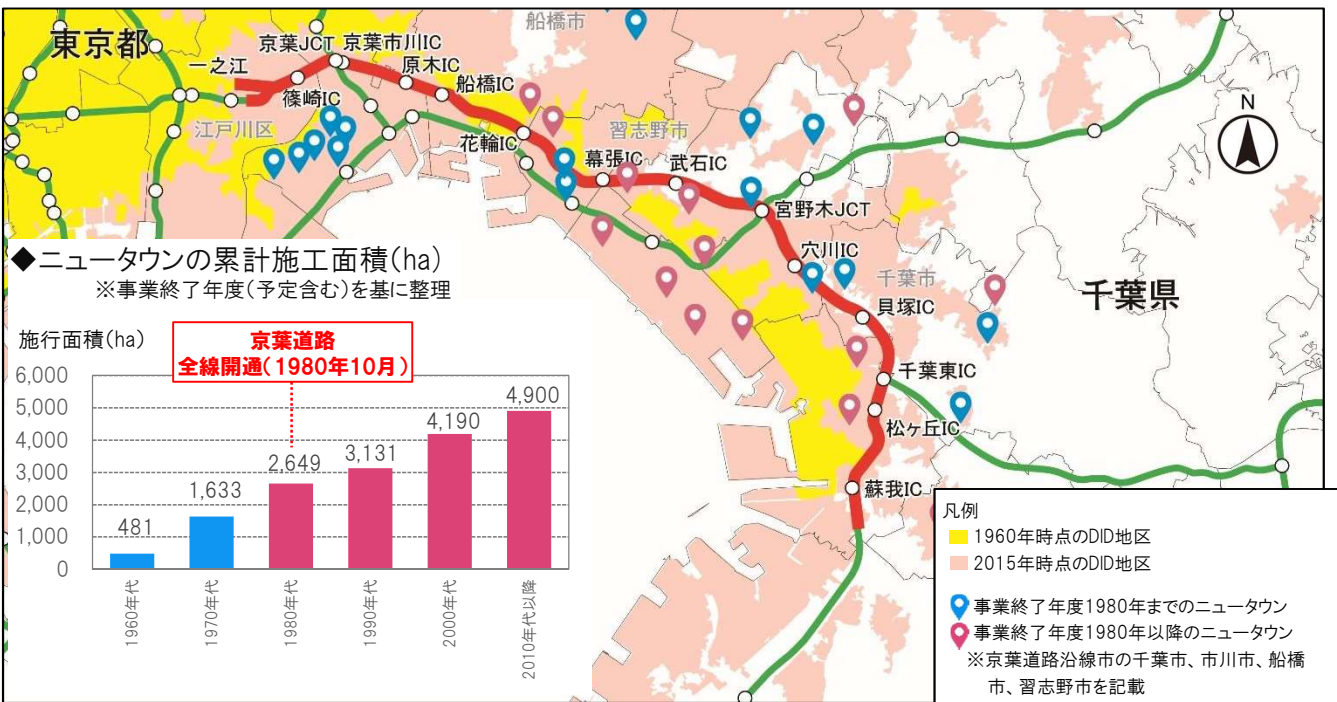 船橋市
東京都
京葉JCT
京葉市川IC
一之江
原木IC
篠崎IC
船橋IC
江戸川区
習志野市
N
花輪IC
幕張IC
武石IC
宮野木JCT
穴川IC
千葉市
千葉県
貝塚IC
千葉東IC
松ヶ丘IC
蘇我IC
◆ニュータウンの累計施工面積(ha)
※事業終了年度(予定含む)を基に整理
施行面積(ha)
京葉道路
全線開通(1980年10月)
6,000
5,000
4,000
3,000
2,000
1,000
0
481
1,633
2,649
3,131
4,190
4,900
1960年代
1970年代
1980年代
1990年代
2000年代
2010年代以降
凡例
1960年時点のDID地区
2015年時点のDID地区
事業終了年度1980年までのニュータウン
事業終了年度1980年以降のニュータウン
※京葉道路沿線市の千葉市、市川市、船橋
市、習志野市を記載